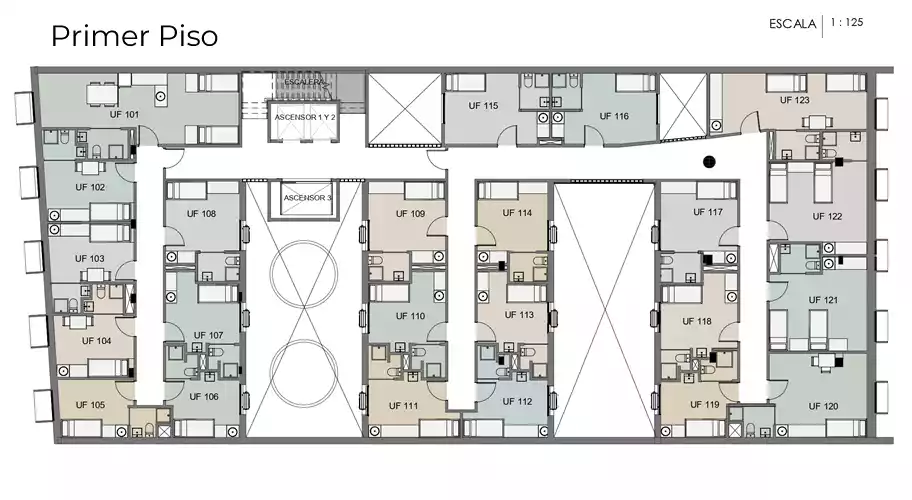 Primer Piso
ESCALA 1 : 125
UF 101
ESCALERA
ASCENSOR 1 Y 2
UF 115
UF 116
UF 123
UF 102
UF 108
ASCENSOR 3
UF 109
UF 114
UF 117
UF 122
UF 103
UF 107
UF 110
UF 113
UF 118
UF 121
UF 104
UF 105
UF 106
UF 111
UF 112
UF 119
UF 120